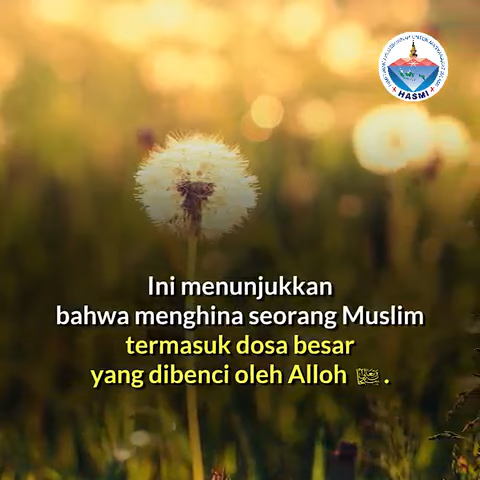 HASMI
Ini menunjukkan
bahwa menghina seorang Muslim
termasuk dosa besar
yang dibenci oleh Alloh ﷻ.